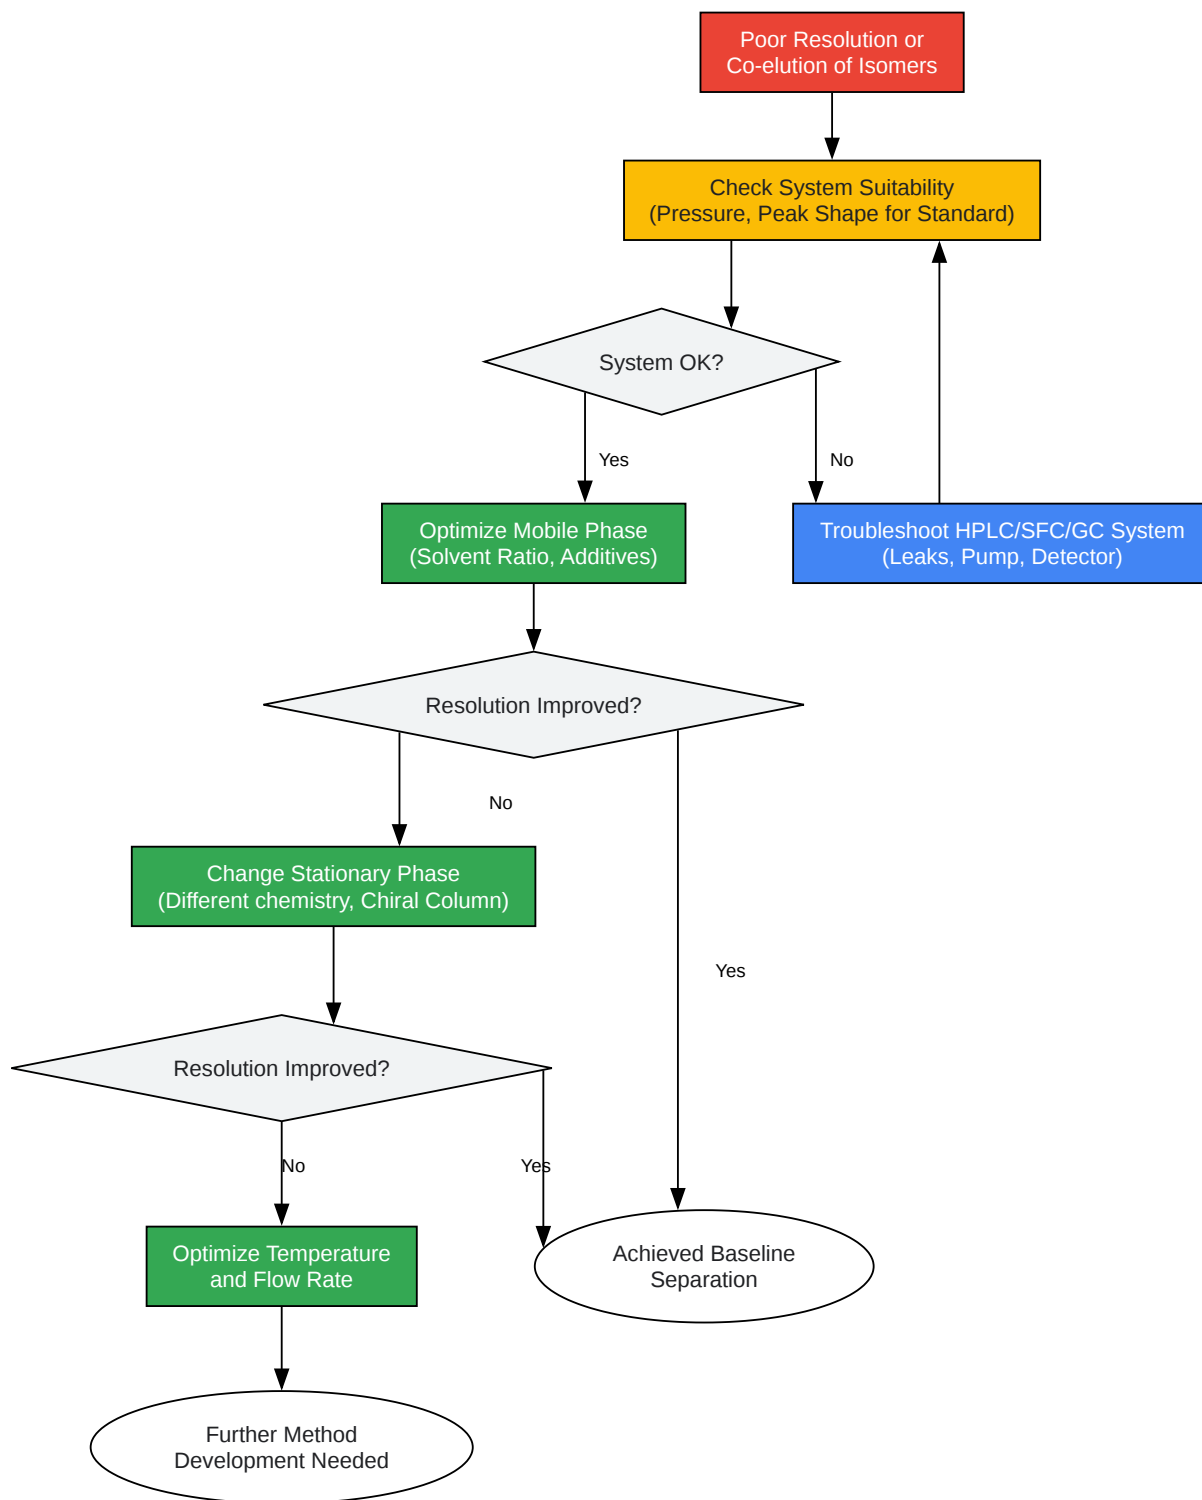 Poor Resolution or
Co-elution of Isomers
Check System Suitability
(Pressure, Peak Shape for Standard)
System OK?
Yes
No
Optimize Mobile Phase
(Solvent Ratio, Additives)
Troubleshoot HPLC/SFC/GC System
(Leaks, Pump, Detector)
Resolution Improved?
No
Change Stationary Phase
(Different chemistry, Chiral Column)
Yes
Resolution Improved?
No
Yes
Optimize Temperature
and Flow Rate
Achieved Baseline
Separation
Further Method
Development Needed